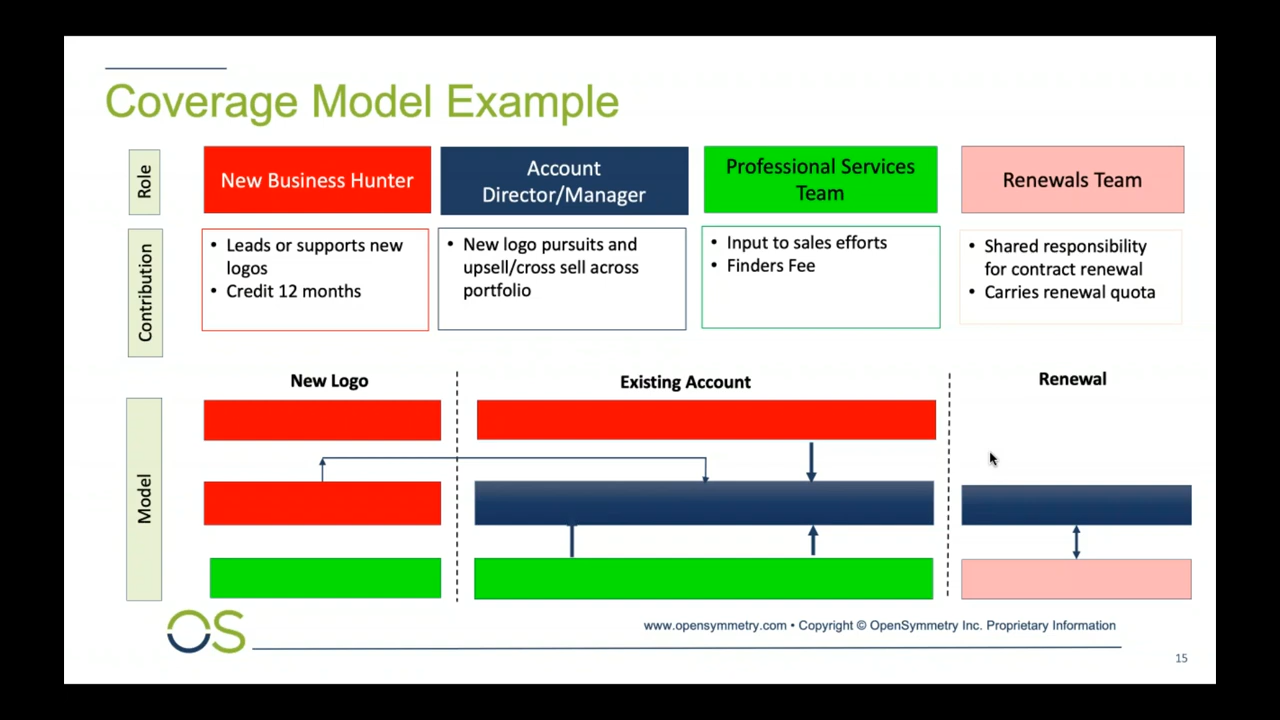 Coverage Model Example
Role
New Business Hunter
Account
Director/Manager
Professional Services
Team
Renewals Team
Contribution
• Leads or supports new
logos
• Credit 12 months
• New logo pursuits and
upsell/cross sell across
portfolio
• Input to sales efforts
• Finders Fee
• Shared responsibility
for contract renewal
• Carries renewal quota
New Logo
Existing Account
Renewal
Model
OS
www.opensymmetry.com • Copyright © OpenSymmetry Inc. Proprietary Information
15